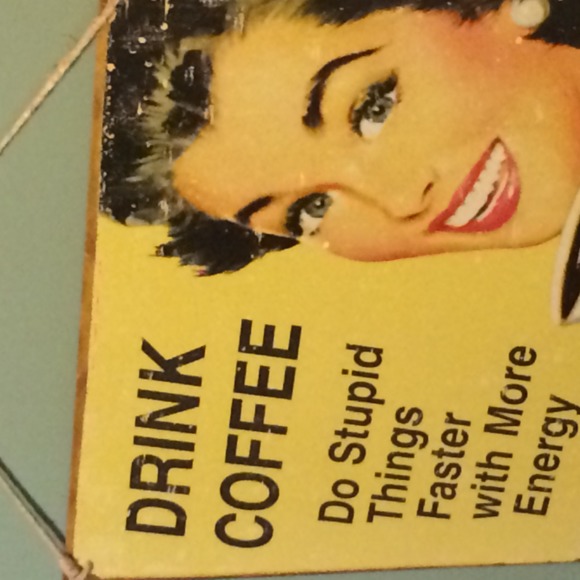 DRINK
COFFEE
Do Stupid
Things
Faster
with More
Energy